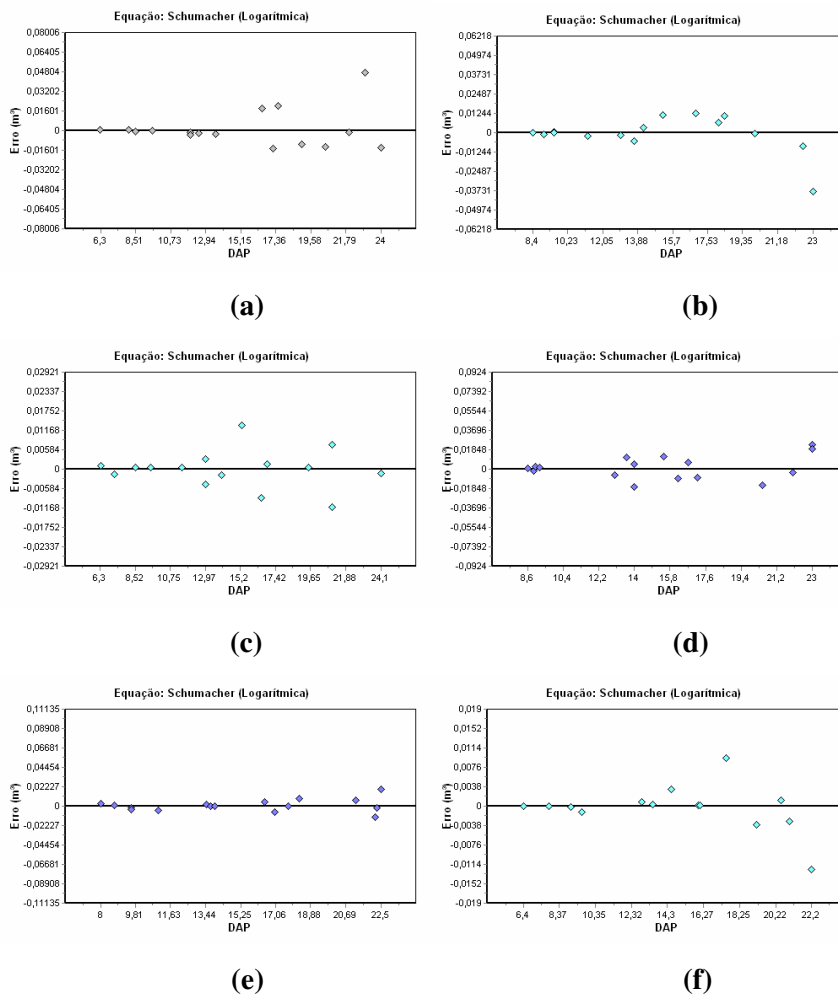 Equação: Schumacher (Logarítmica)
0,08006
0,06405
0,04804
0,03202
0,01601
0
-0,01601
-0,03202
-0,04804
-0,06405
-0,08006
Erro (m³)
6,3 8,51 10,73 12,94 15,15 17,36 19,58 21,79 24
DAP
(a)
Equação: Schumacher (Logarítmica)
0,06218
0,04974
0,03731
0,02487
0,01244
0
-0,01244
-0,02487
-0,03731
-0,04974
-0,06218
Erro (m³)
8,4 10,23 12,05 13,88 15,7 17,53 19,35 21,18 23
DAP
(b)
Equação: Schumacher (Logarítmica)
0,02921
0,02337
0,01752
0,01168
0,00584
0
-0,00584
-0,01168
-0,01752
-0,02337
-0,02921
Erro (m³)
6,3 8,52 10,75 12,97 15,2 17,42 19,65 21,88 24,1
DAP
(c)
Equação: Schumacher (Logarítmica)
0,0924
0,07392
0,05544
0,03696
0,01848
0
-0,01848
-0,03696
-0,05544
-0,07392
-0,0924
Erro (m³)
8,6 10,4 12,2 14 15,8 17,6 19,4 21,2 23
DAP
(d)
Equação: Schumacher (Logarítmica)
0,11135
0,08908
0,06681
0,04454
0,02227
0
-0,02227
-0,04454
-0,06681
-0,08908
-0,11135
Erro (m³)
8 9,81 11,63 13,44 15,25 17,06 18,88 20,69 22,5
DAP
(e)
Equação: Schumacher (Logarítmica)
0,019
0,0152
0,0114
0,0076
0,0038
0
-0,0038
-0,0076
-0,0114
-0,0152
-0,019
Erro (m³)
6,4 8,37 10,35 12,32 14,3 16,27 18,25 20,22 22,2
DAP
(f)